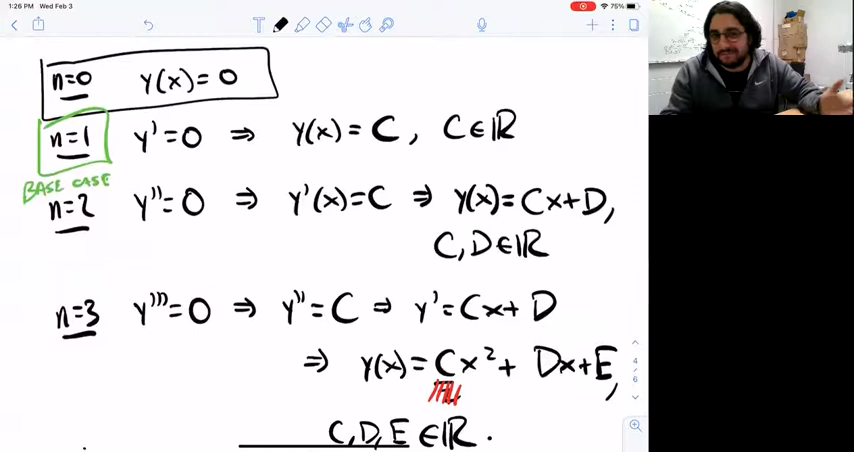 1:26 PM Wed Feb 3
75%
n=0 y(x)=0
n=1 y'=0 ⇒ y(x)=C, C∈ℝ
BASE CASE
n=2 y''=0 ⇒ y'(x)=C ⇒ y(x)=Cx+D,
C,D∈ℝ
n=3 y'''=0 ⇒ y''=C ⇒ y'=Cx+D
⇒ y(x)=Cx²+Dx+E,
C,D,E∈ℝ.
4
/
6